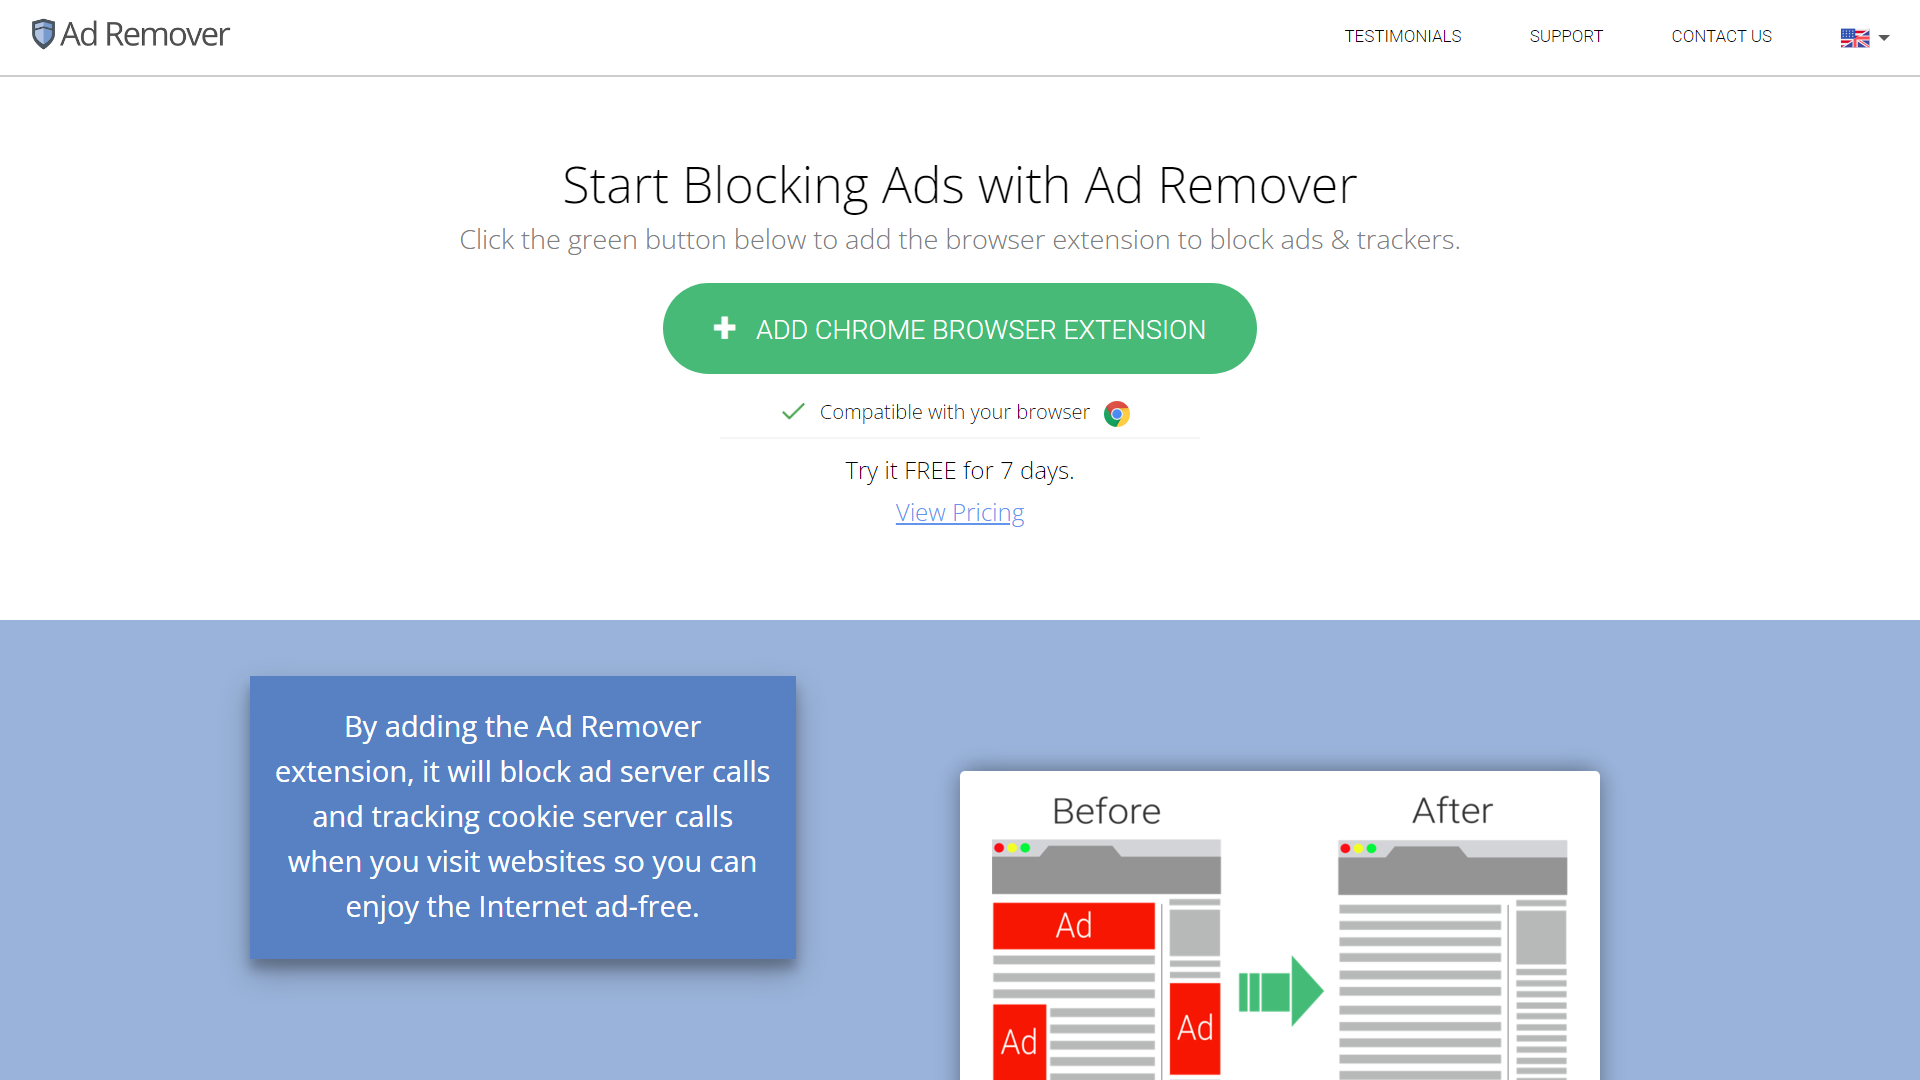 Ad Remover
TESTIMONIALS
SUPPORT
CONTACT US
Start Blocking Ads with Ad Remover
Click the green button below to add the browser extension to block ads & trackers.
ADD CHROME BROWSER EXTENSION
Compatible with your browser
Try it FREE for 7 days.
View Pricing
By adding the Ad Remover
extension, it will block ad server calls
and tracking cookie server calls
when you visit websites so you can
enjoy the Internet ad-free.
Before
After
Ad
Ad
Ad